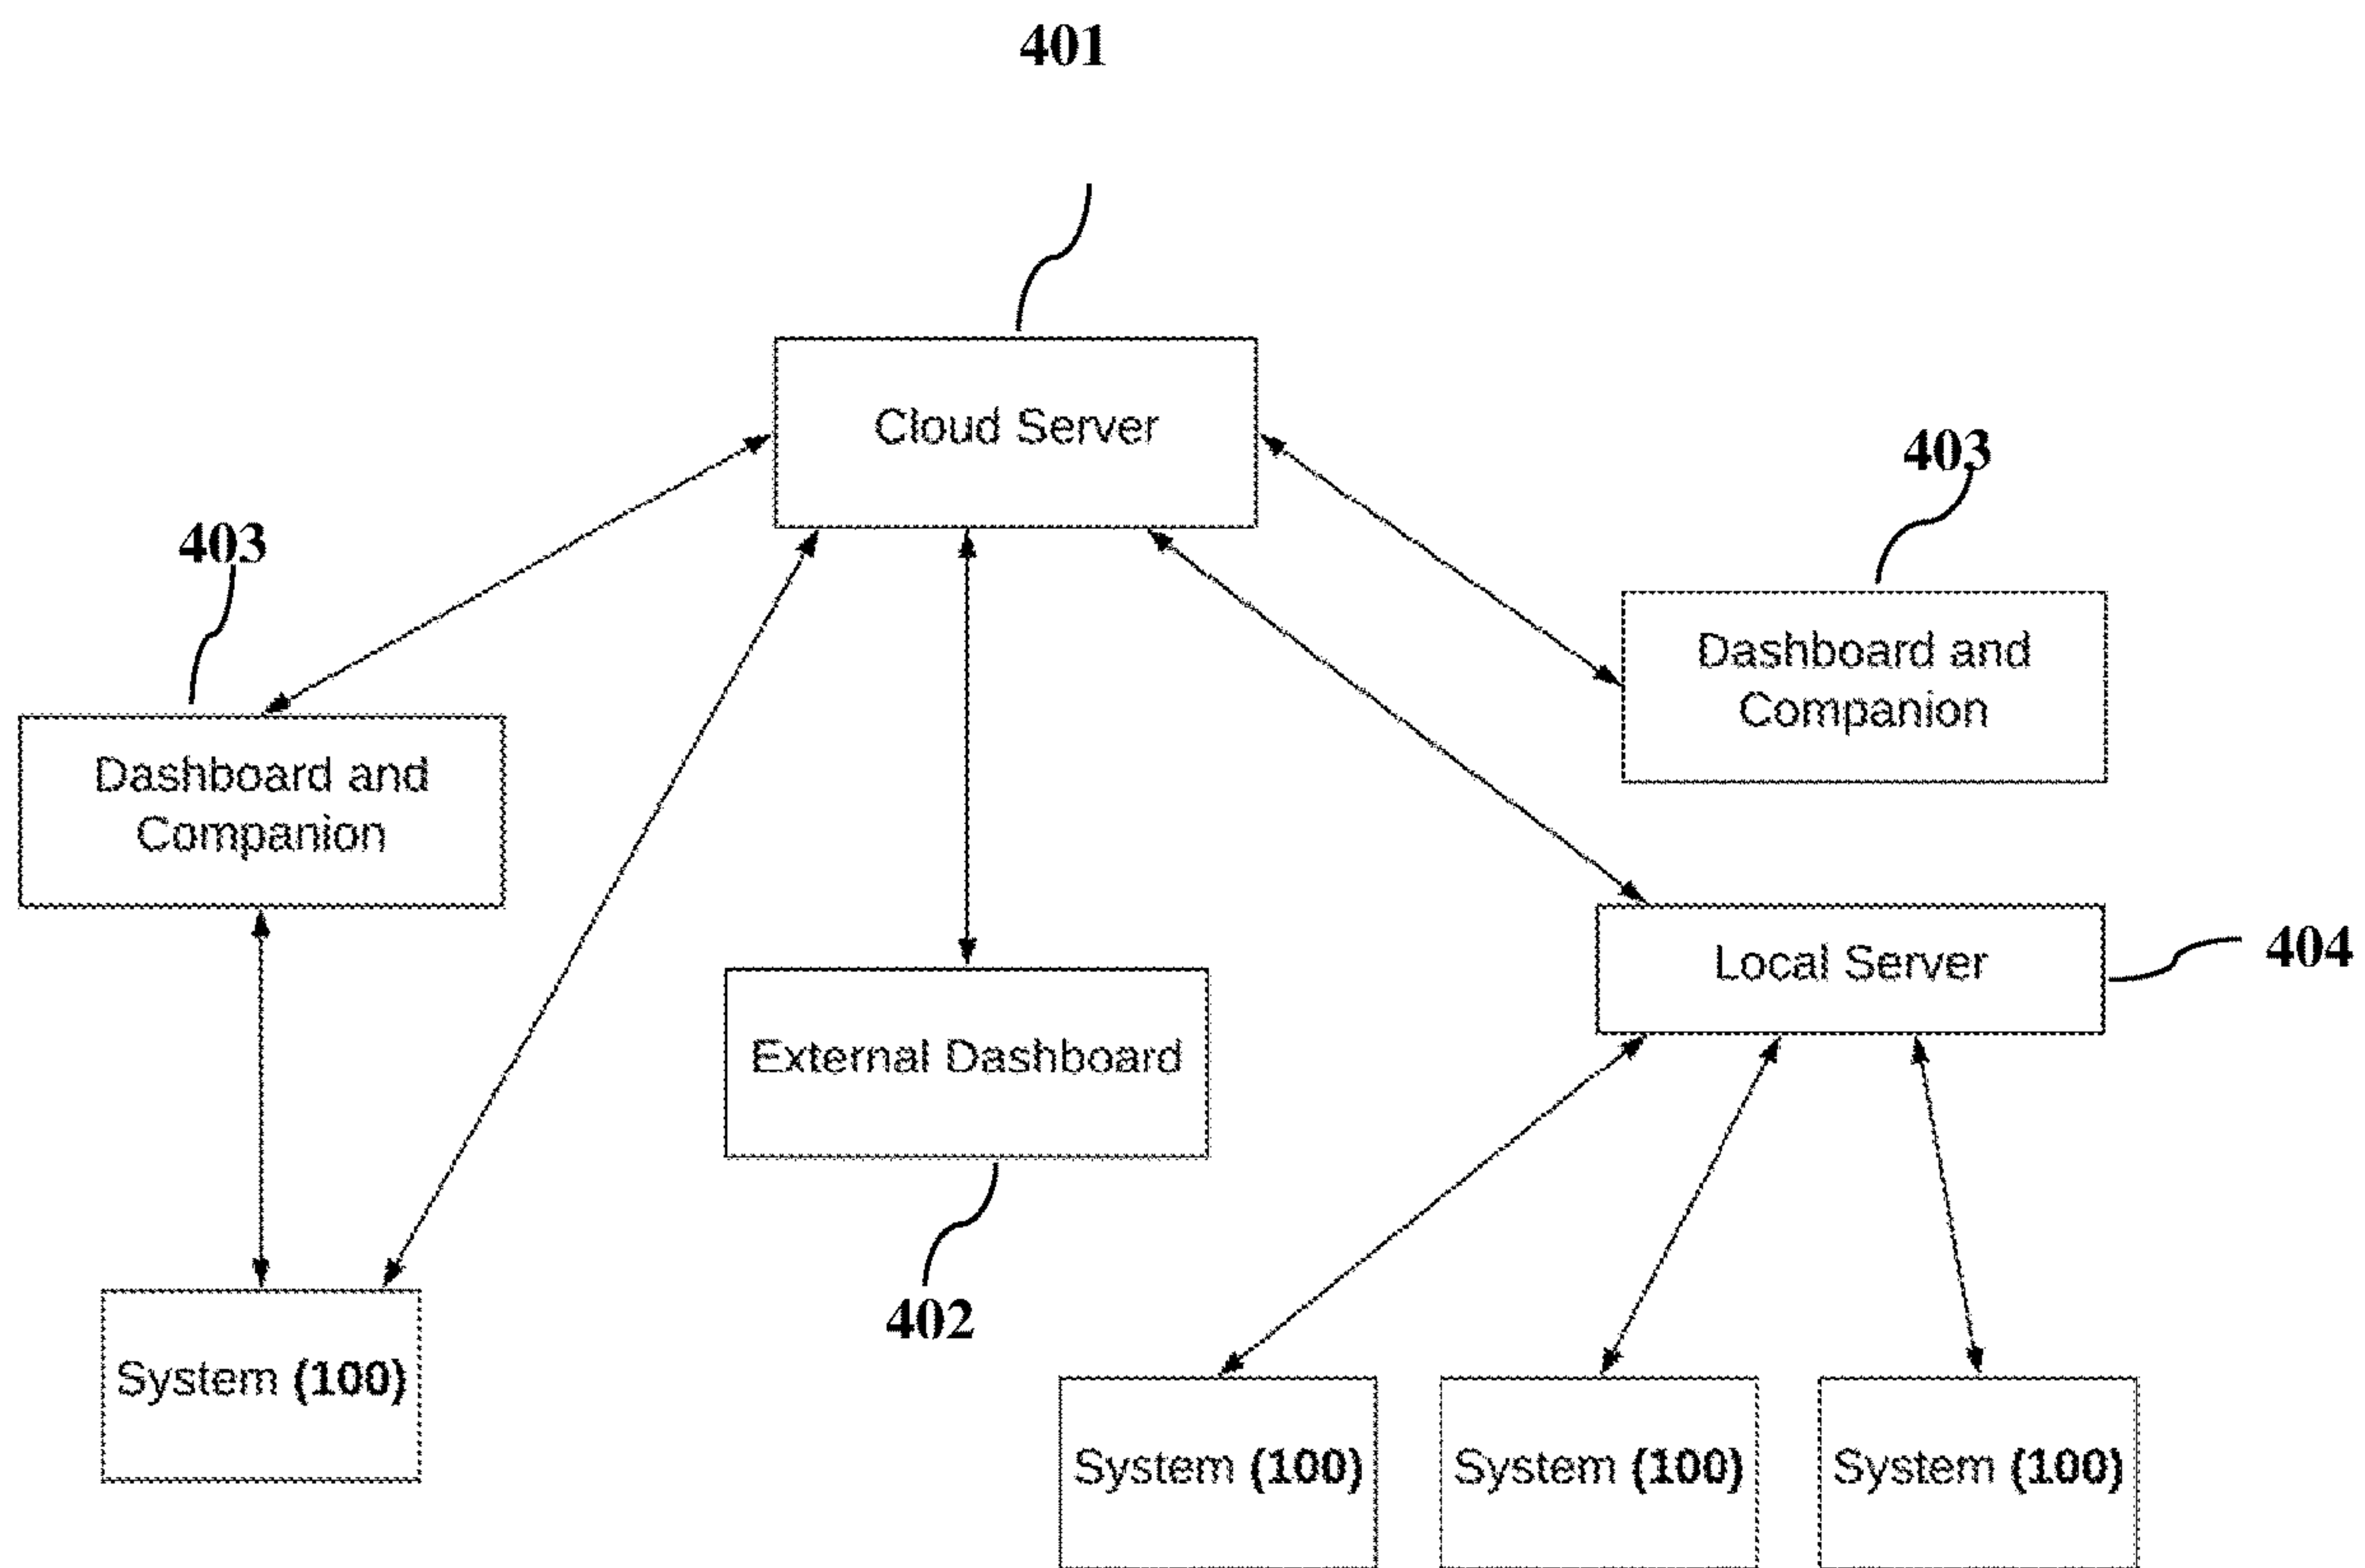 401
Cloud Server
403
403
Dashboard and
Companion
Dashboard and
Companion
Local Server
404
External Dashboard
402
System (100)
System (100)
System (100)
System (100)